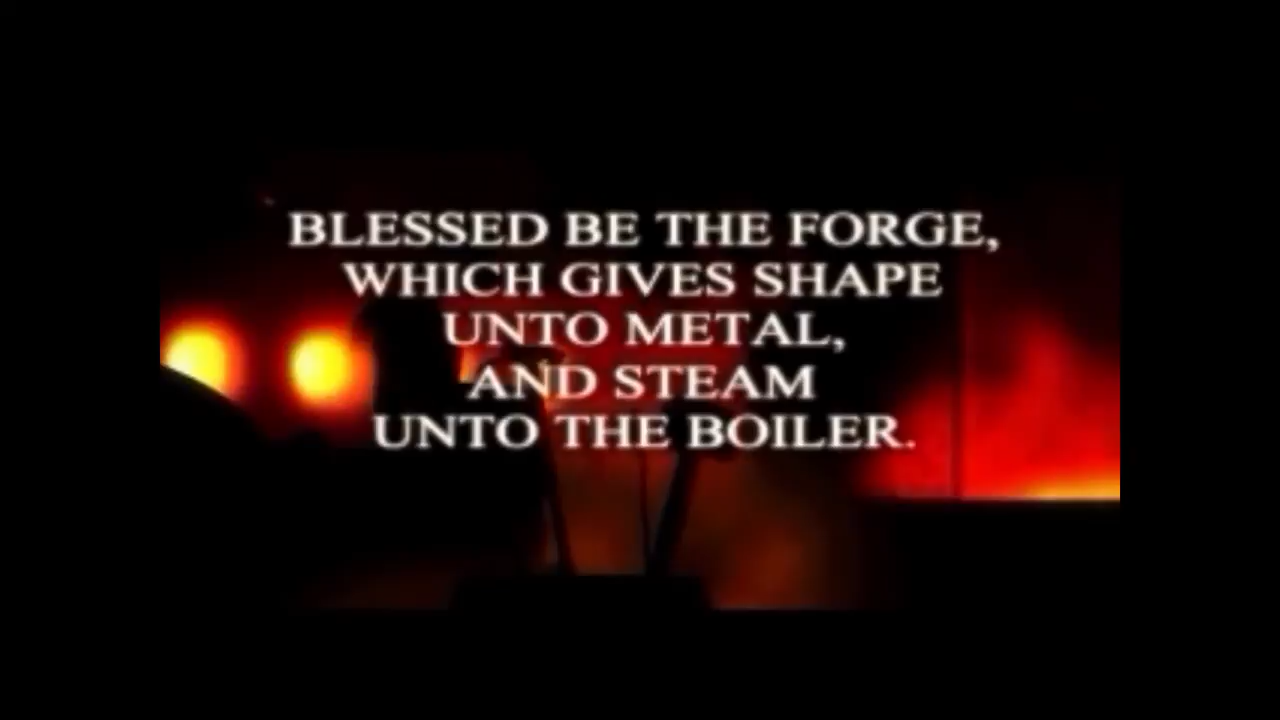 BLESSED BE THE FORGE,
WHICH GIVES SHAPE
UNTO METAL,
AND STEAM
UNTO THE BOILER.